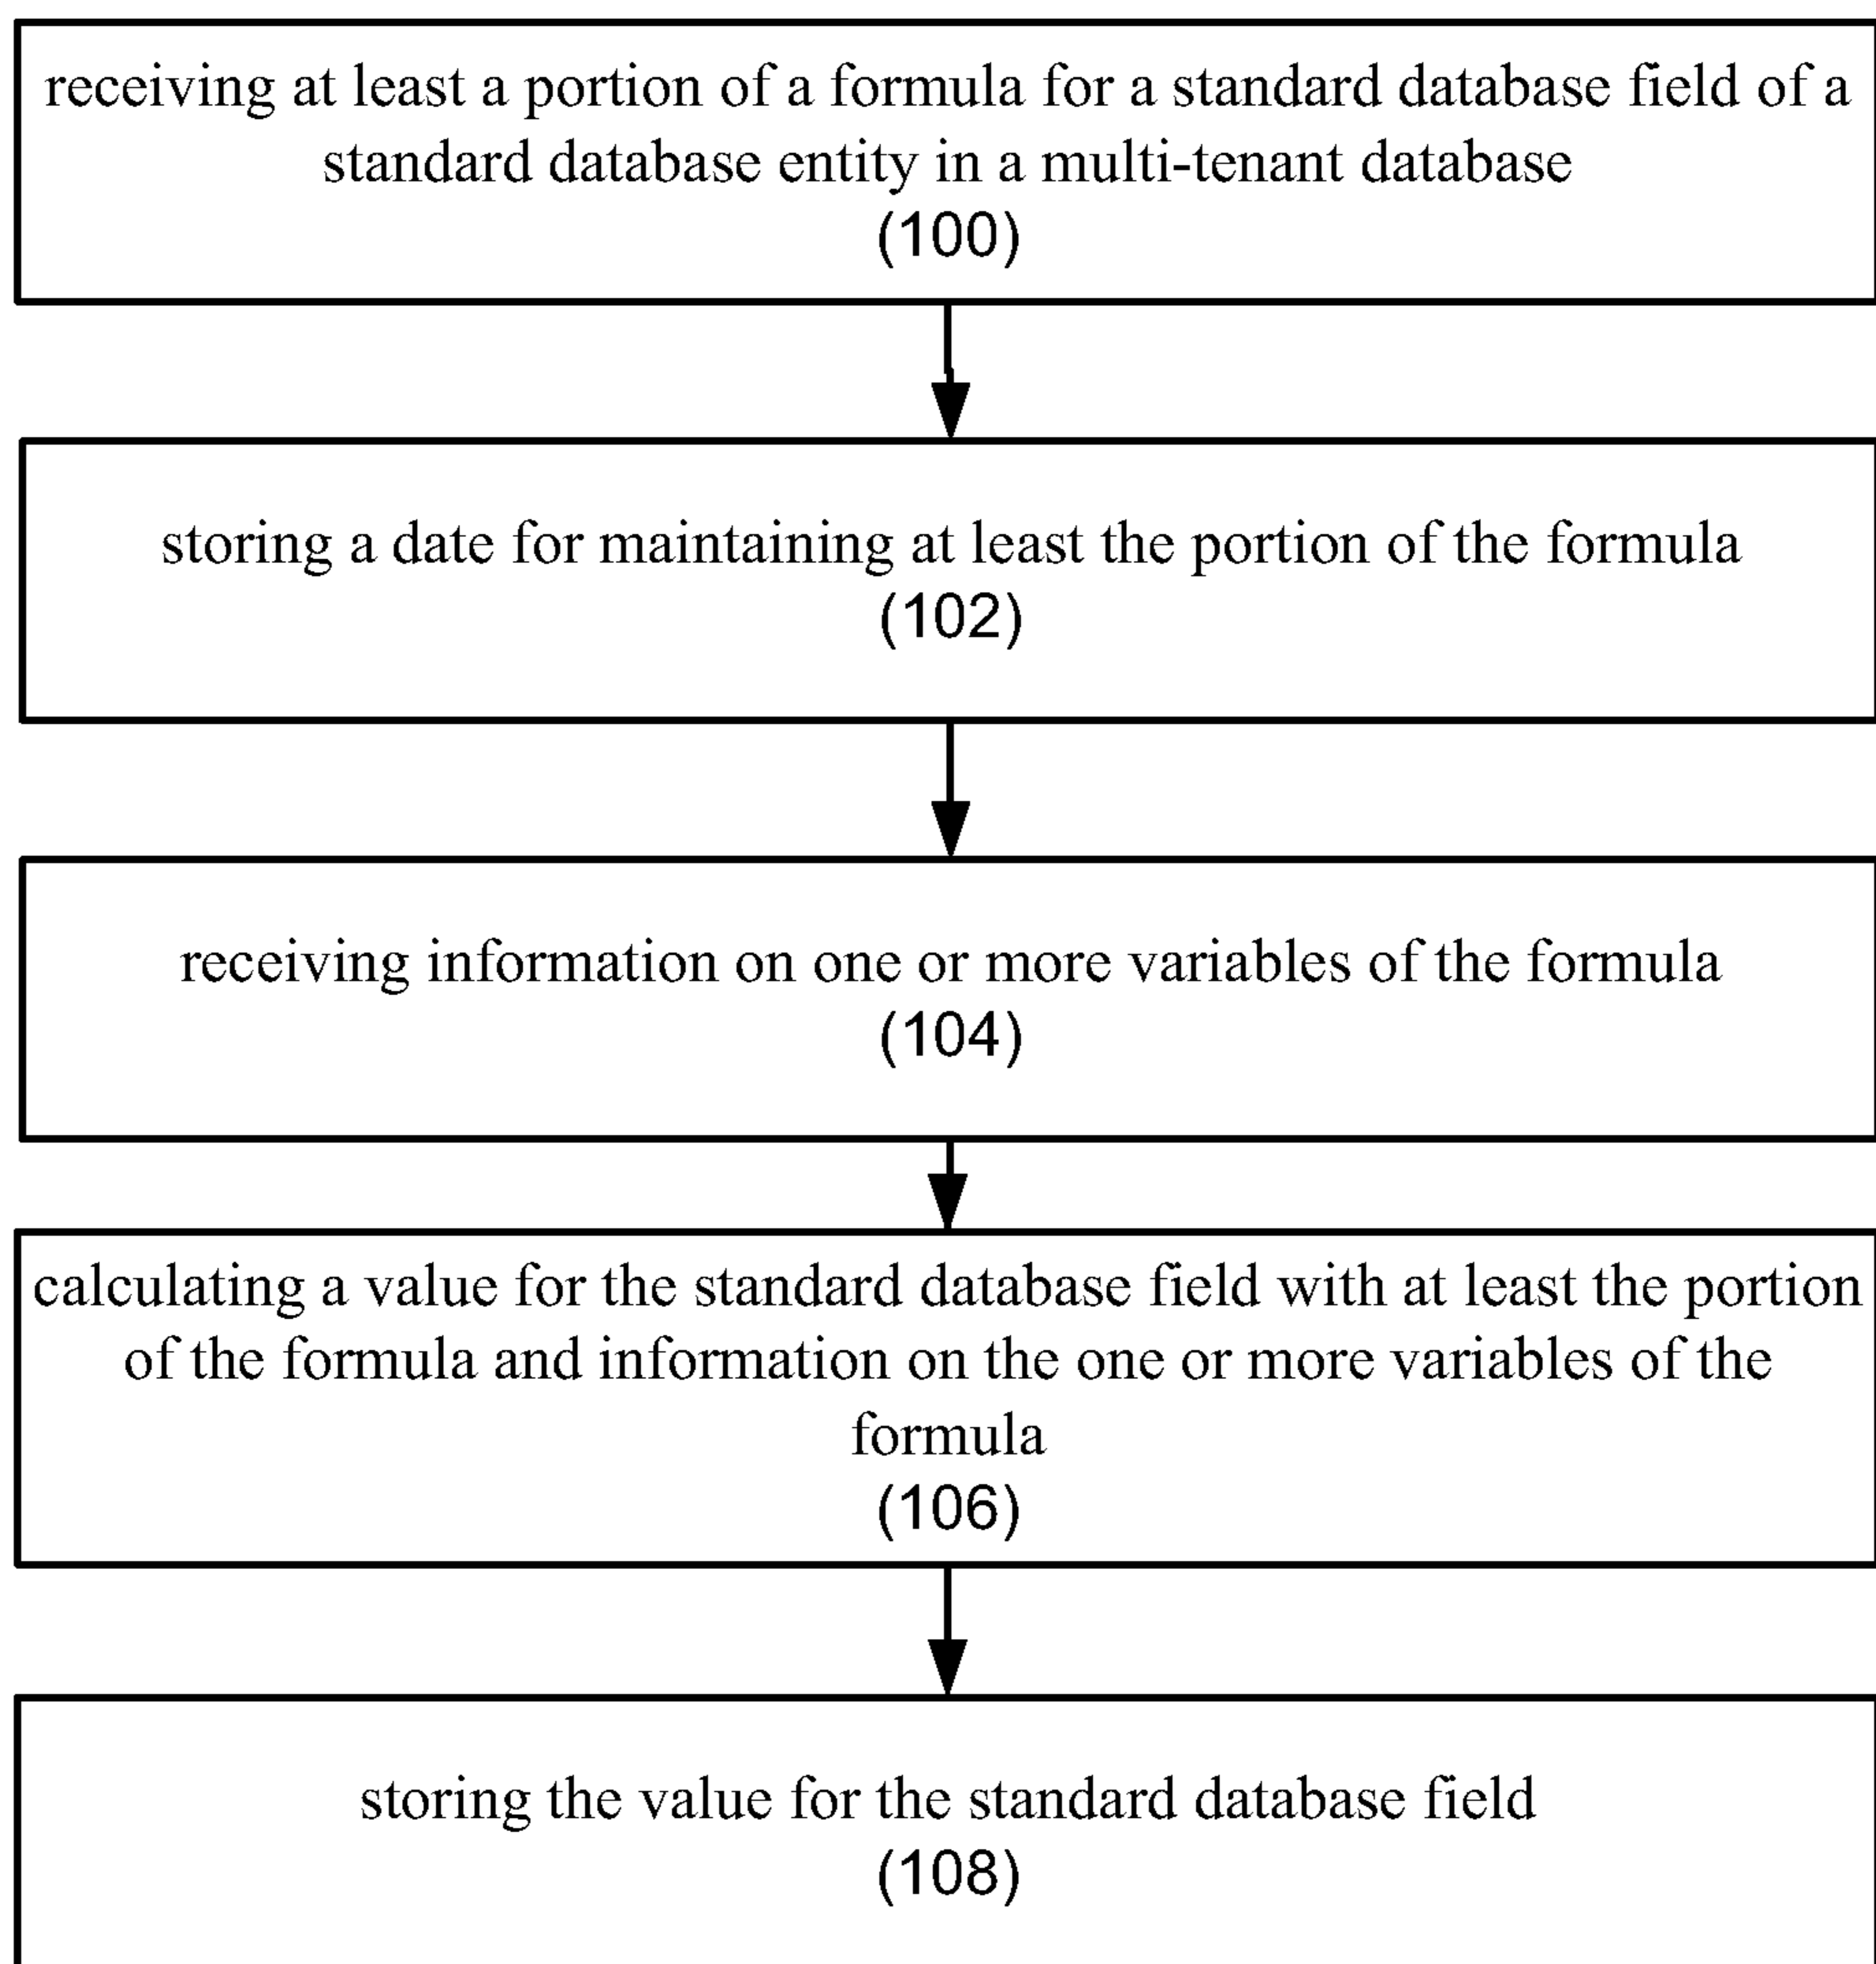 receiving at least a portion of a formula for a standard database field of a
standard database entity in a multi-tenant database
(100)
storing a date for maintaining at least the portion of the formula
(102)
receiving information on one or more variables of the formula
(104)
calculating a value for the standard database field with at least the portion
of the formula and information on the one or more variables of the
formula
(106)
storing the value for the standard database field
(108)